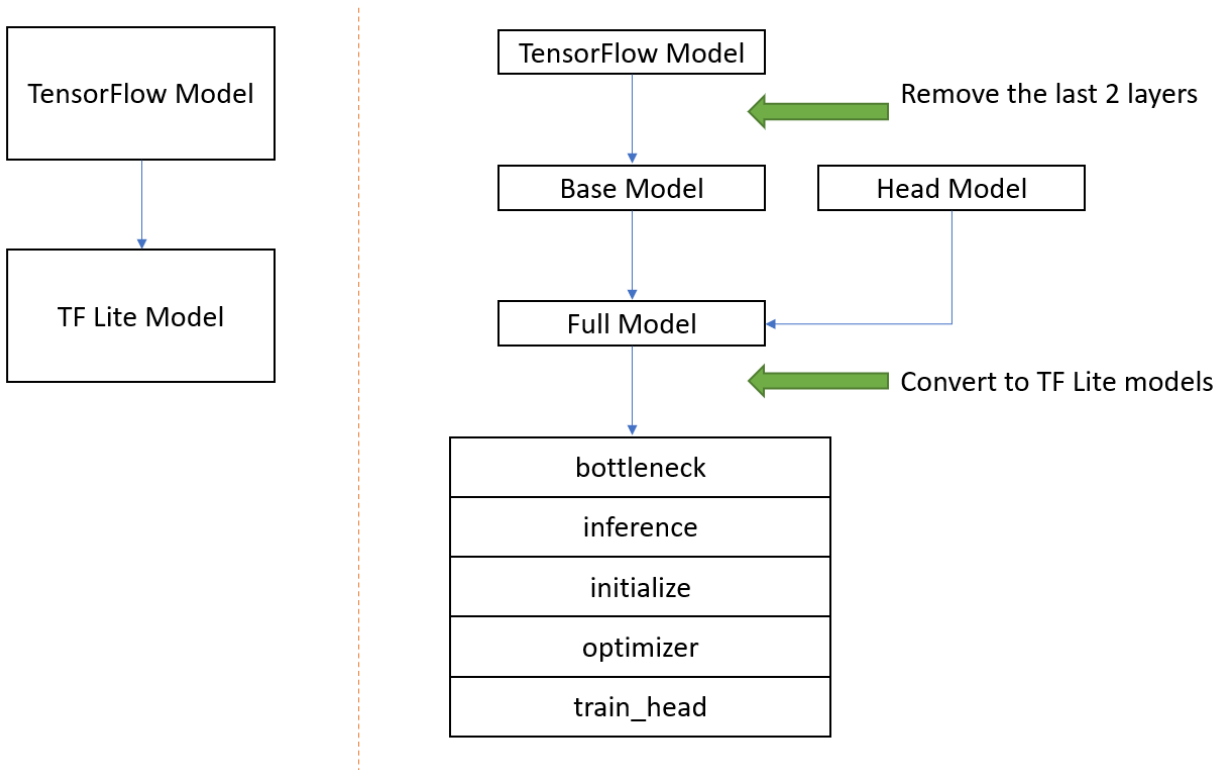 TensorFlow Model
TF Lite Model
TensorFlow Model
Remove the last 2 layers
Base Model
Head Model
Full Model
Convert to TF Lite models
bottleneck
inference
initialize
optimizer
train_head